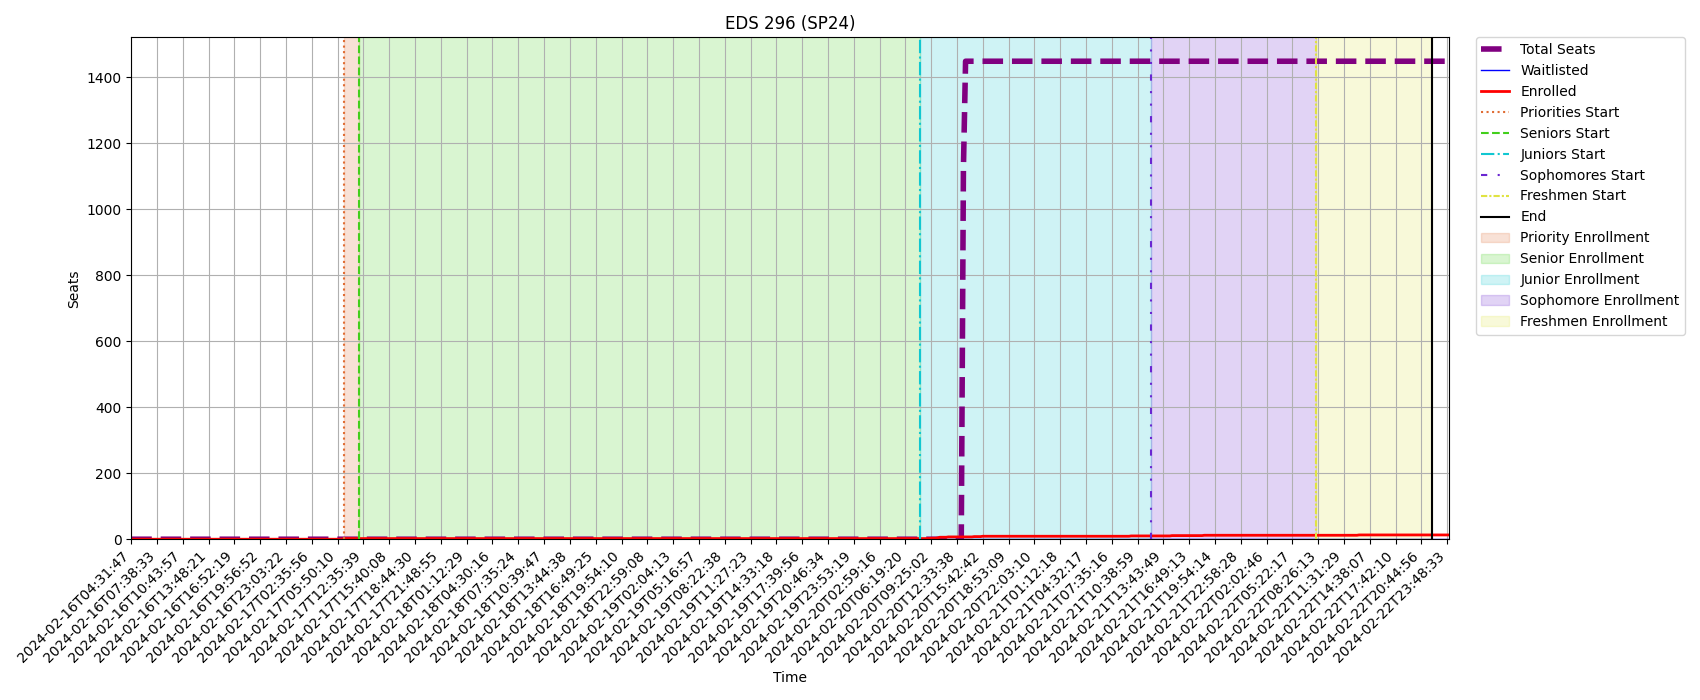 EDS 296 (SP24)
1400
1200
1000
800
600
400
200
0
Seats
2024-02-16T04:31:47
2024-02-16T07:38:33
2024-02-16T10:43:57
2024-02-16T13:48:21
2024-02-16T16:52:19
2024-02-16T19:56:52
2024-02-16T23:03:22
2024-02-17T02:35:56
2024-02-17T05:50:10
2024-02-17T12:35:39
2024-02-17T15:40:08
2024-02-17T18:44:30
2024-02-17T21:48:55
2024-02-18T01:12:29
2024-02-18T04:30:16
2024-02-18T07:35:24
2024-02-18T10:39:47
2024-02-18T13:44:38
2024-02-18T16:49:25
2024-02-18T19:54:10
2024-02-18T22:59:08
2024-02-19T02:04:13
2024-02-19T05:16:57
2024-02-19T08:22:38
2024-02-19T11:27:23
2024-02-19T14:33:18
2024-02-19T17:39:56
2024-02-19T20:46:34
2024-02-19T23:53:19
2024-02-20T02:59:16
2024-02-20T06:19:20
2024-02-20T09:25:02
2024-02-20T12:33:38
2024-02-20T15:42:42
2024-02-20T18:53:09
2024-02-20T22:03:10
2024-02-21T01:12:18
2024-02-21T04:32:17
2024-02-21T07:35:16
2024-02-21T10:38:59
2024-02-21T13:43:49
2024-02-21T16:49:13
2024-02-21T19:54:14
2024-02-21T22:58:28
2024-02-22T02:02:46
2024-02-22T05:22:17
2024-02-22T08:26:13
2024-02-22T11:31:29
2024-02-22T14:38:07
2024-02-22T17:42:10
2024-02-22T20:44:56
2024-02-22T23:48:33
Time
Total Seats
Waitlisted
Enrolled
Priorities Start
Seniors Start
Juniors Start
Sophomores Start
Freshmen Start
End
Priority Enrollment
Senior Enrollment
Junior Enrollment
Sophomore Enrollment
Freshmen Enrollment